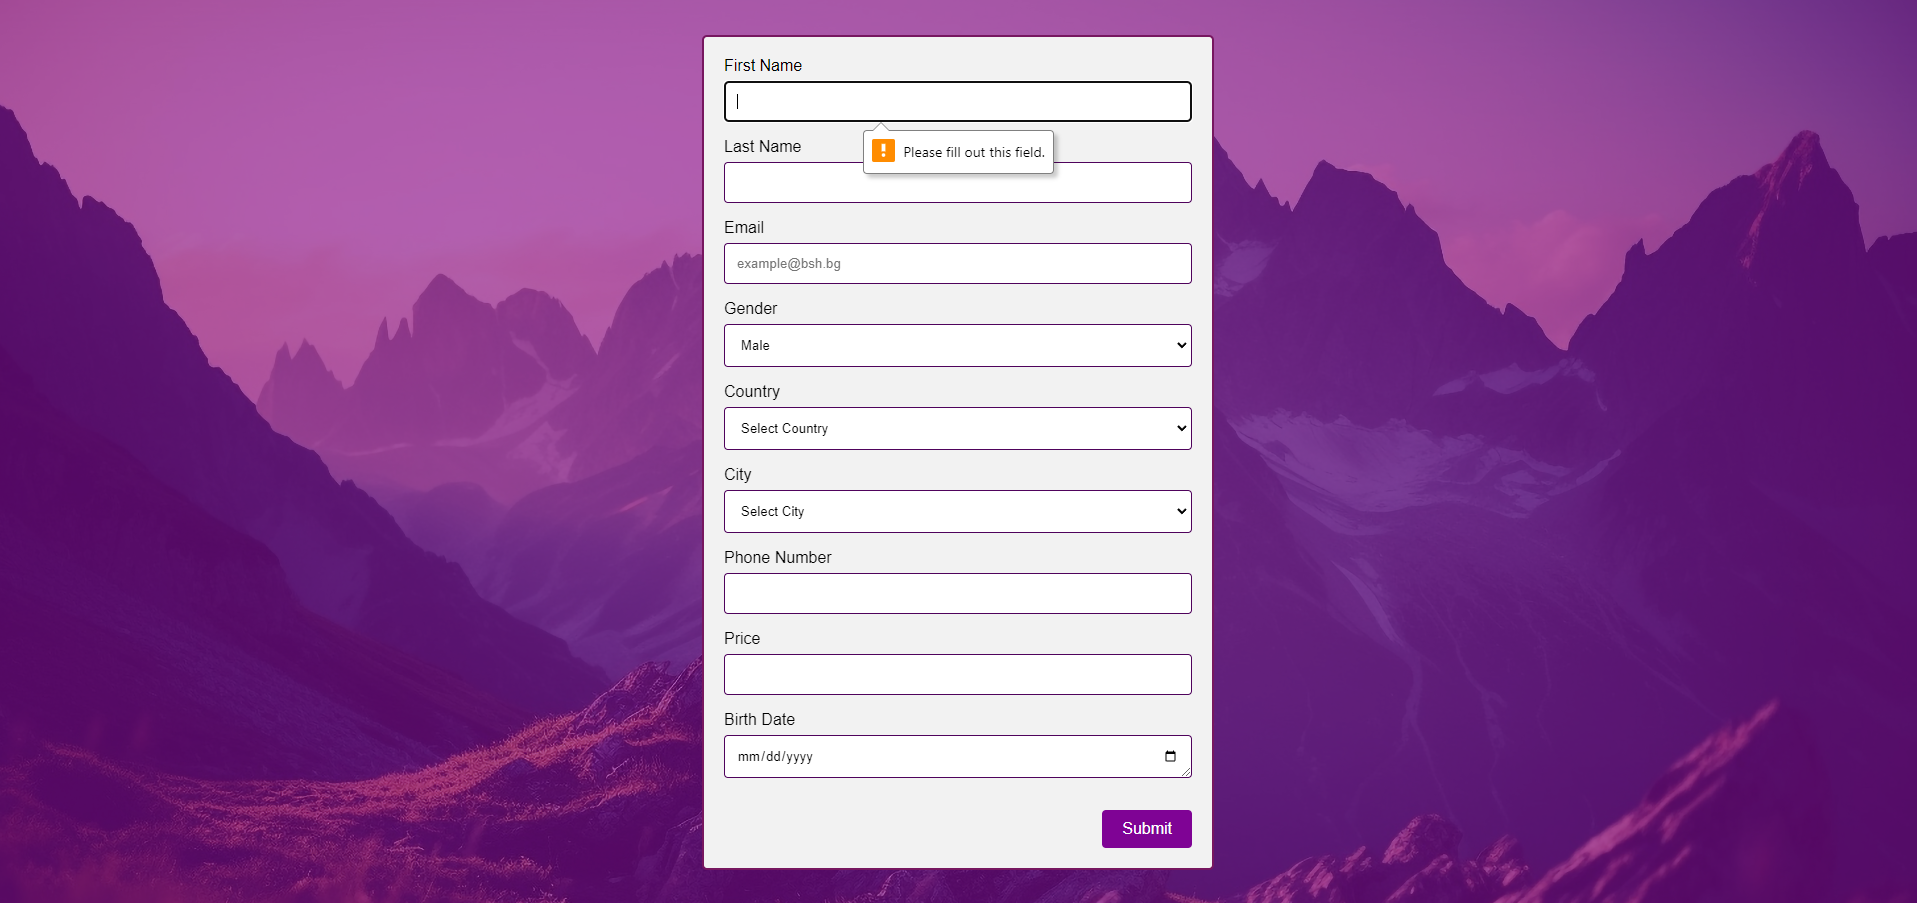 First Name
Please fill out this field.
Last Name
Email
example@bsh.bg
Gender
Male
Country
Select Country
City
Select City
Phone Number
Price
Birth Date
mm/dd/yyyy
Submit